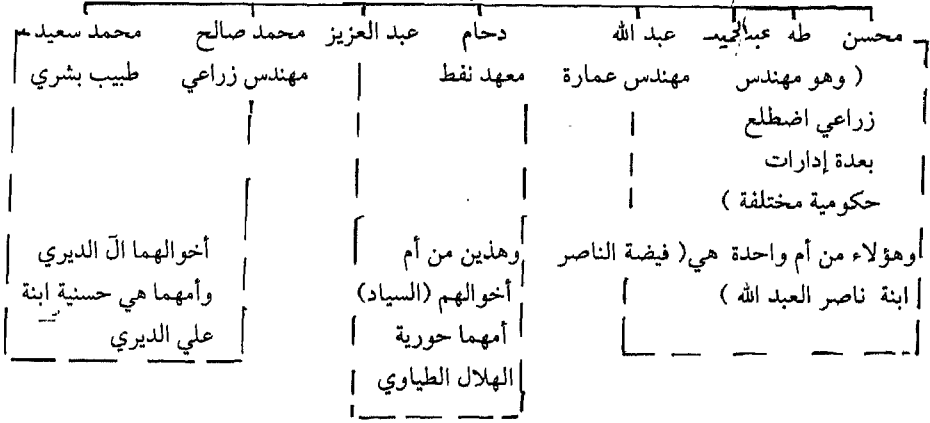 محسن طه عبدالحميد عبد الله دحام عبد العزيز محمد صالح محمد سعيد
( وهو مهندس مهندس عمارة معهد نفط مهندس زراعي طبيب بشري
زراعي اضطلع
بعدة إدارات
حكومية مختلفة )
وهؤلاء من أم واحدة هي( فيضة الناصر وهذين من أم أخوالهما آل الديري
ابنة ناصر العبد الله ) أخوالهم (السياد) وأمهما هي حسنية ابنة
أمهما حورية علي الديري
الهلال الطياوي